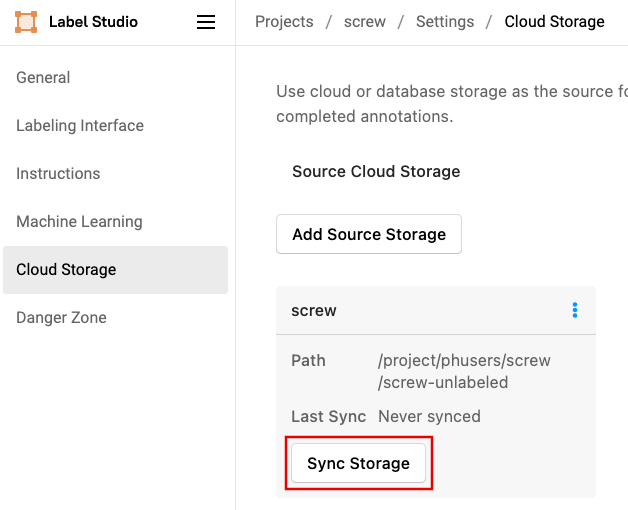 Label Studio
Projects / screw / Settings / Cloud Storage
General
Labeling Interface
Instructions
Machine Learning
Cloud Storage
Danger Zone
Use cloud or database storage as the source fo
completed annotations.
Source Cloud Storage
Add Source Storage
screw
Path /project/phusers/screw
/screw-unlabeled
Last Sync Never synced
Sync Storage